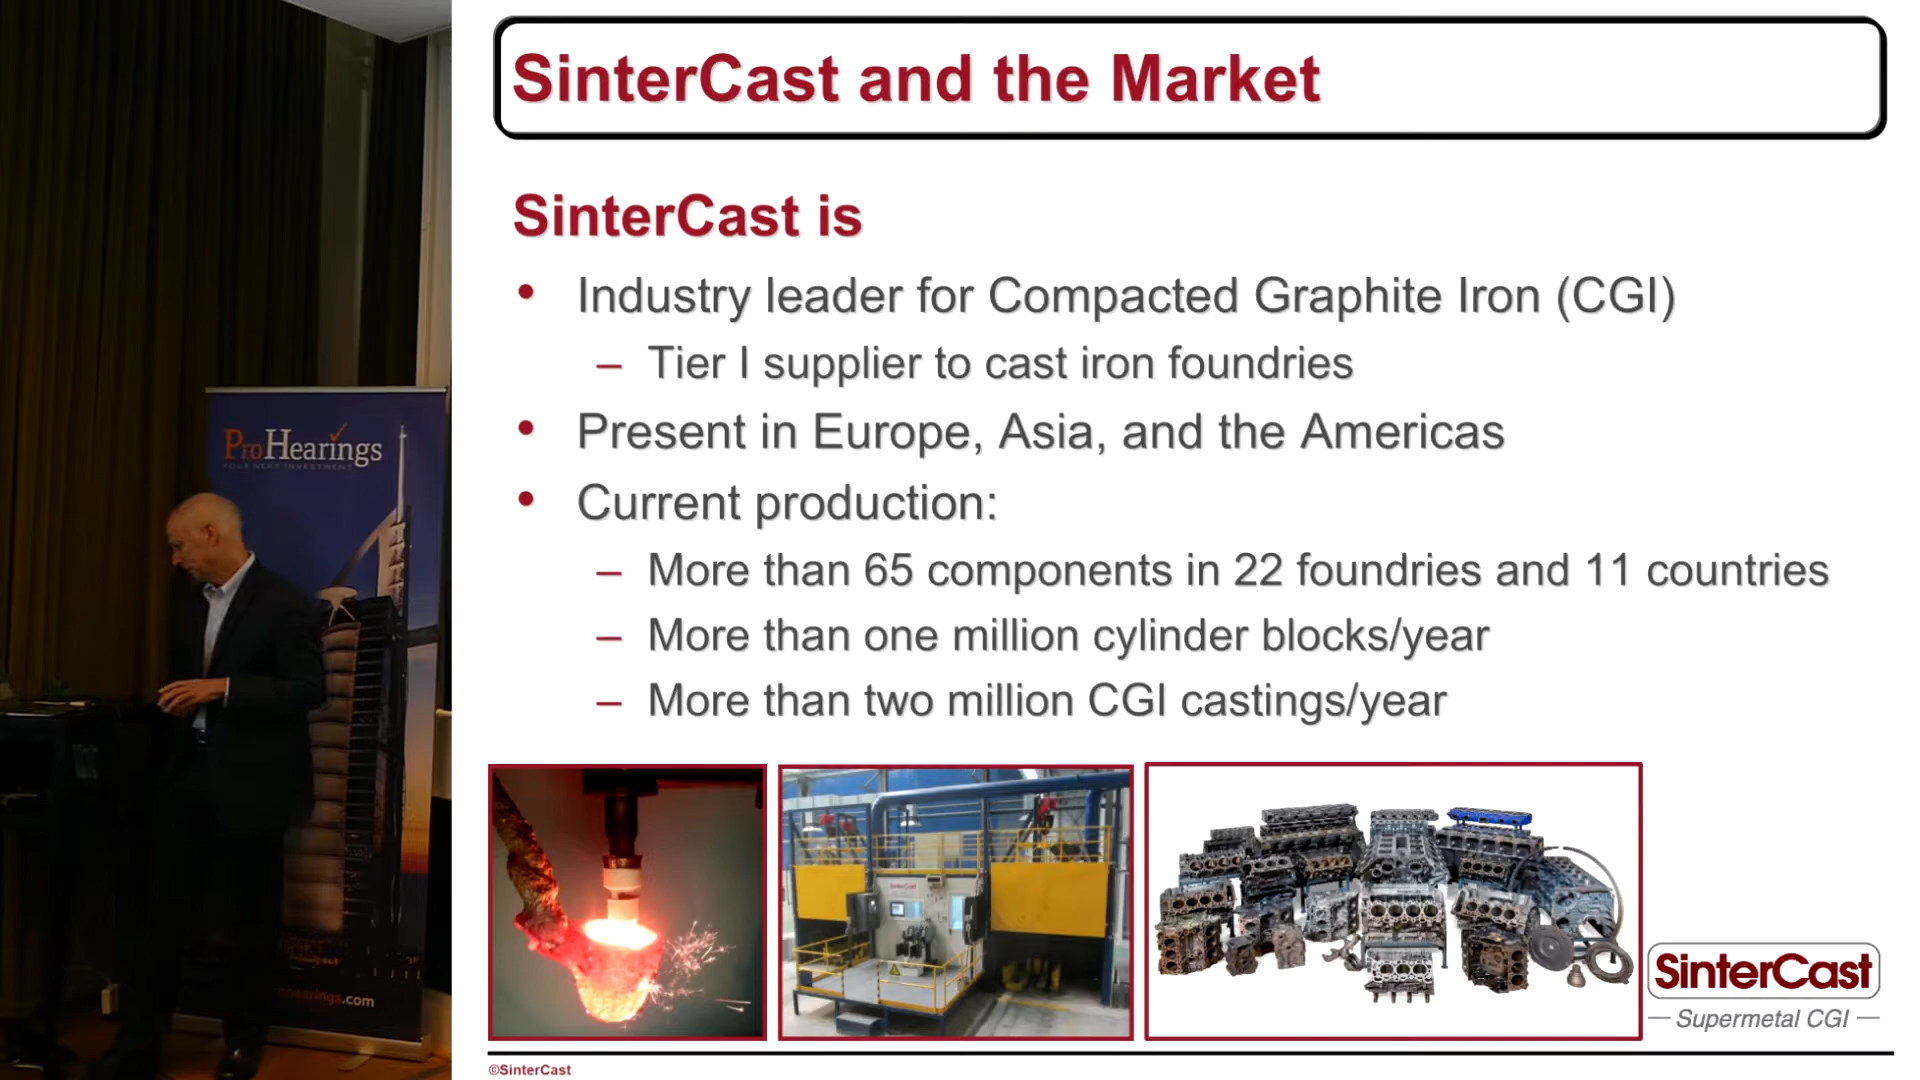 SinterCast and the Market
SinterCast is
• Industry leader for Compacted Graphite Iron (CGI)
– Tier I supplier to cast iron foundries
• Present in Europe, Asia, and the Americas
• Current production:
– More than 65 components in 22 foundries and 11 countries
– More than one million cylinder blocks/year
– More than two million CGI castings/year
ProHearings
YOUR NEXT INVESTMENT
hearings.com
SinterCast
SinterCast
— Supermetal CGI —
©SinterCast